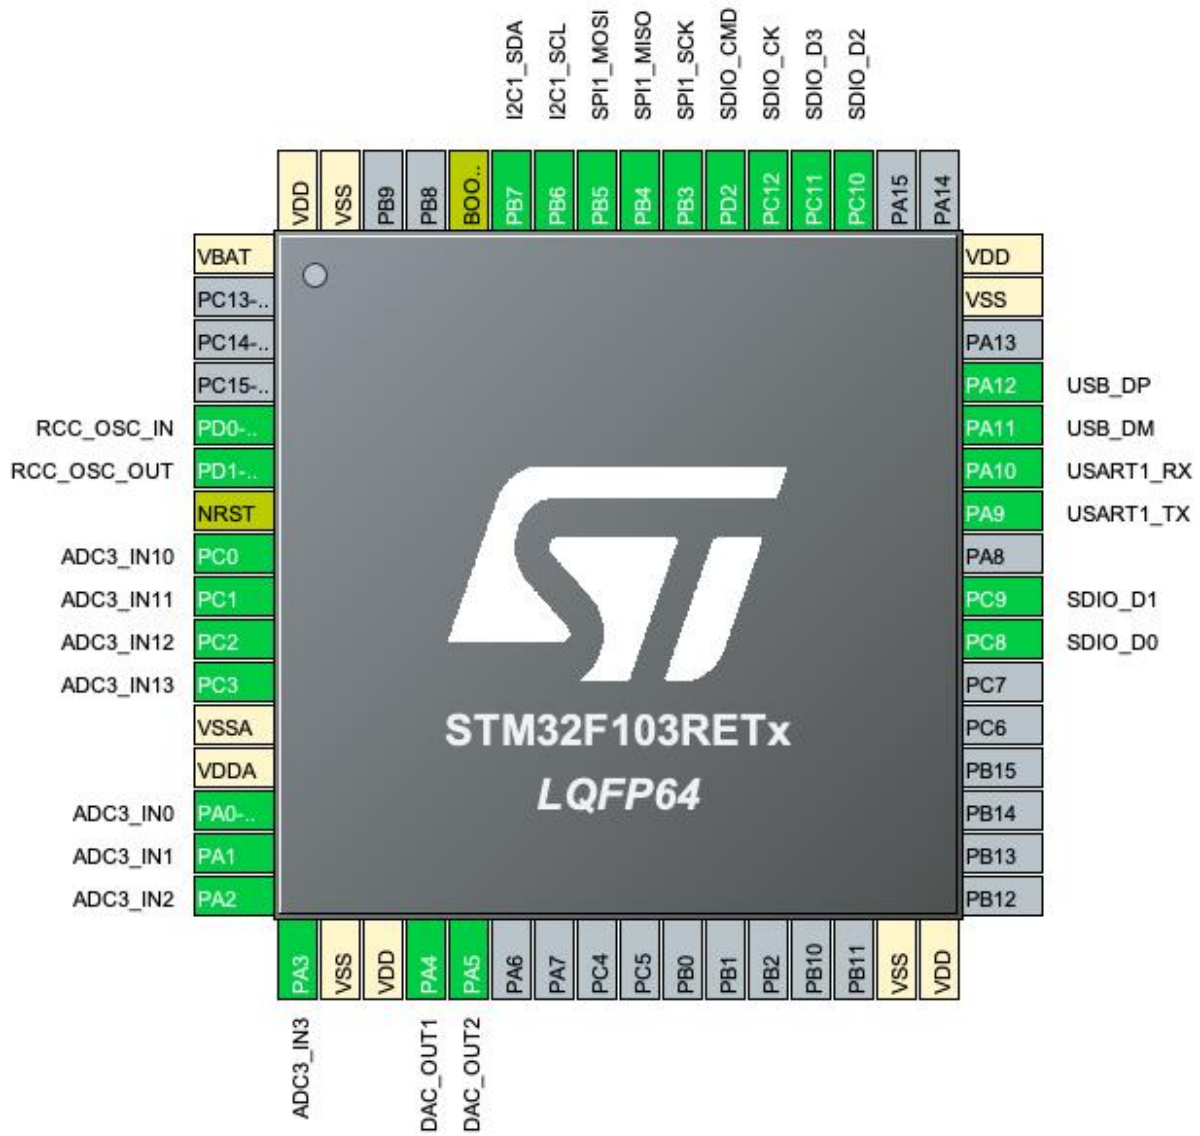 I2C1_SDA
I2C1_SCL
SPI1_MOSI
SPI1_MISO
SPI1_SCK
SDIO_CMD
SDIO_CK
SDIO_D3
SDIO_D2
VDD
VSS
PB9
PB8
BOO..
PB7
PB6
PB5
PB4
PB3
PD2
PC12
PC11
PC10
PA15
PA14
VBAT
PC13-..
PC14-..
PC15-..
RCC_OSC_IN PD0-..
RCC_OSC_OUT PD1-..
NRST
ADC3_IN10 PC0
ADC3_IN11 PC1
ADC3_IN12 PC2
ADC3_IN13 PC3
VSSA
VDDA
ADC3_IN0 PA0-..
ADC3_IN1 PA1
ADC3_IN2 PA2
ST
STM32F103RETx
LQFP64
VDD
VSS
PA13
PA12 USB_DP
PA11 USB_DM
PA10 USART1_RX
PA9 USART1_TX
PA8
PC9 SDIO_D1
PC8 SDIO_D0
PC7
PC6
PB15
PB14
PB13
PB12
PA3
VSS
VDD
PA4
PA5
PA6
PA7
PC4
PC5
PB0
PB1
PB2
PB10
PB11
VSS
VDD
ADC3_IN3
DAC_OUT1
DAC_OUT2